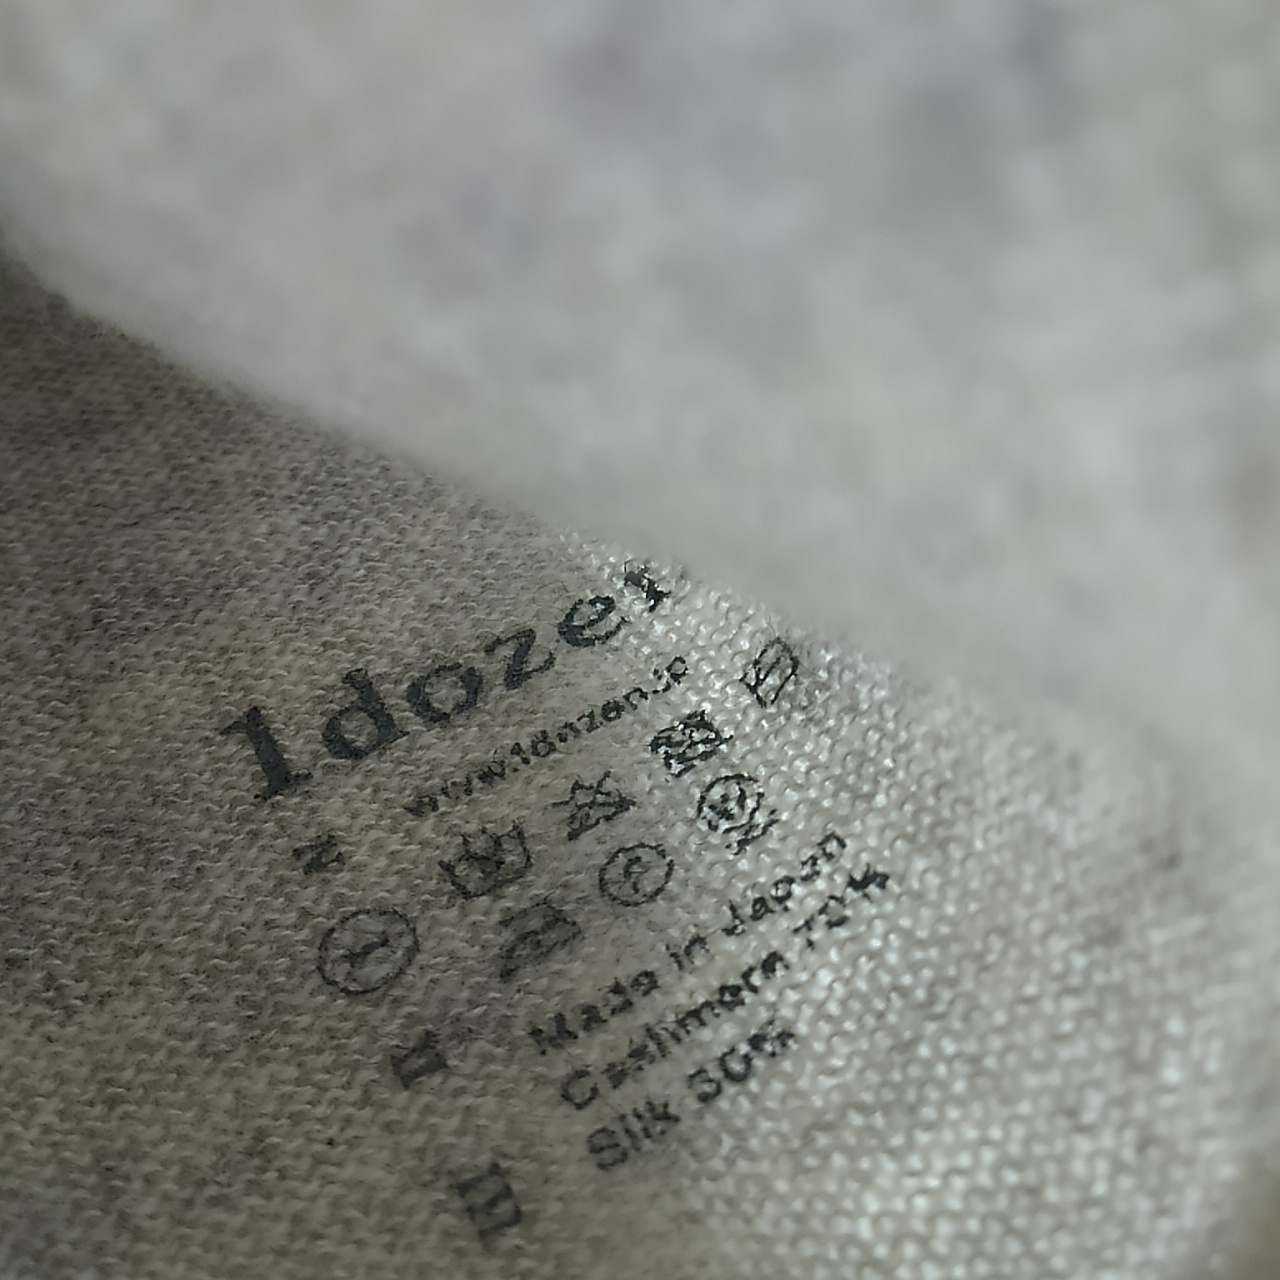 1dozen
www.1dozen.jp
Made in Japan
Cashmere 70%
Silk 30%